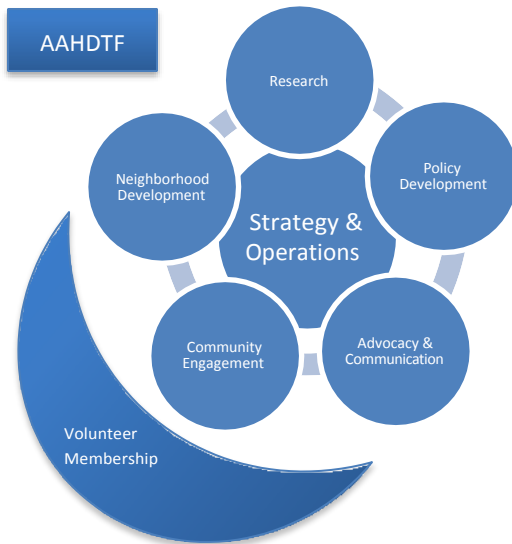 AAHDTF
Research
Policy
Development
Neighborhood
Development
Strategy &
Operations
Community
Engagement
Advocacy &
Communication
Volunteer
Membership